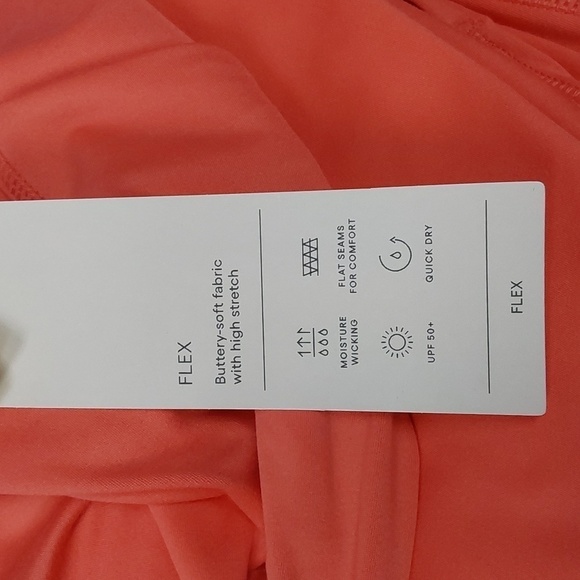 FLEX
Buttery-soft fabric
with high stretch
MOISTURE
WICKING
FLAT SEAMS
FOR COMFORT
UPF 50+
QUICK DRY
FLEX